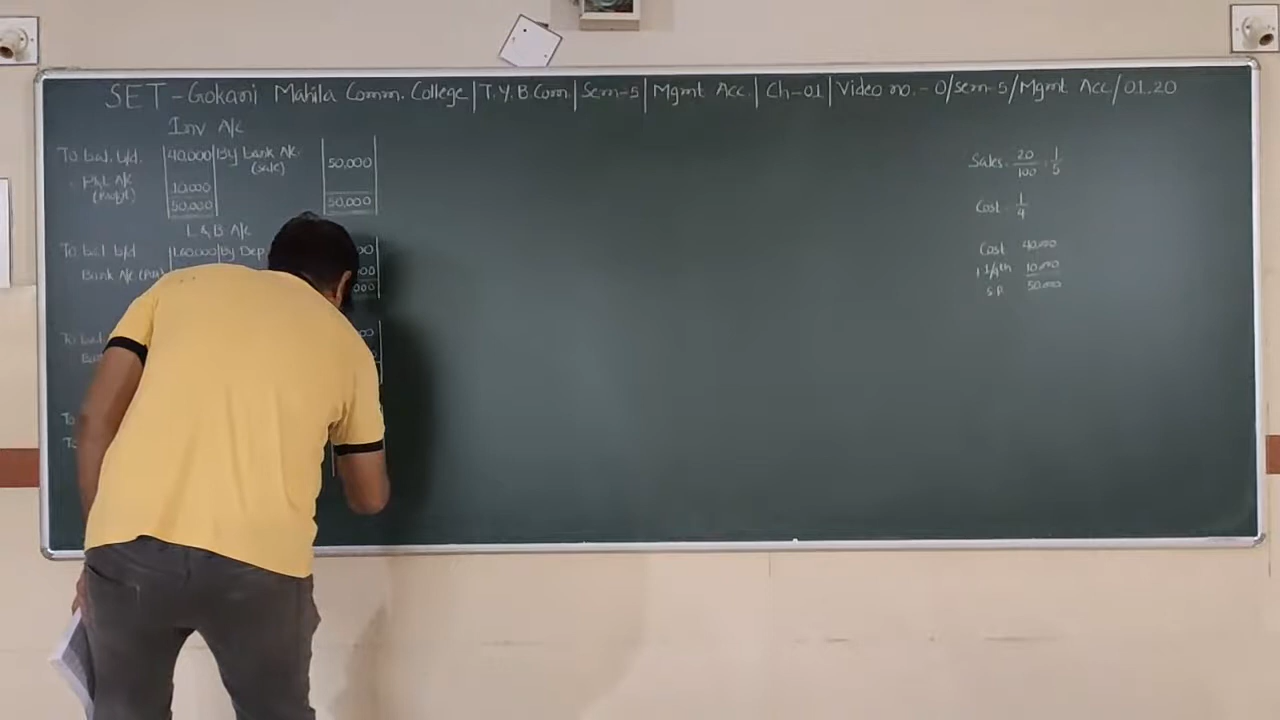 SET - Gokani Mahila Comm. College | T.Y.B.Com. | Sem-5 | Mgmt Acc. | Ch-01 | Video no. - 0/sem-5/Mgmt Acc/01.20
Inv A/c
To bal. b/d. 40,000 By bank A/c. 50,000
(Sale)
P&L A/c 10,000
(Profit)
50,000 50,000
L & B A/c
To bal b/d 1,60,000 By Dep
Bank A/c
To bal
To
To
Sales = 20/100 = 1/5
Cost = 1/4
Cost 40,000
+ 1/4th 10,000
S.P. 50,000